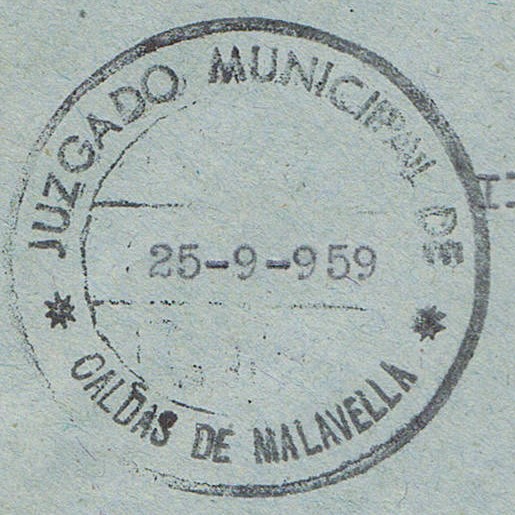 JUZGADO MUNICIPAL DE
25-9-959
CALDAS DE MALAVELLA